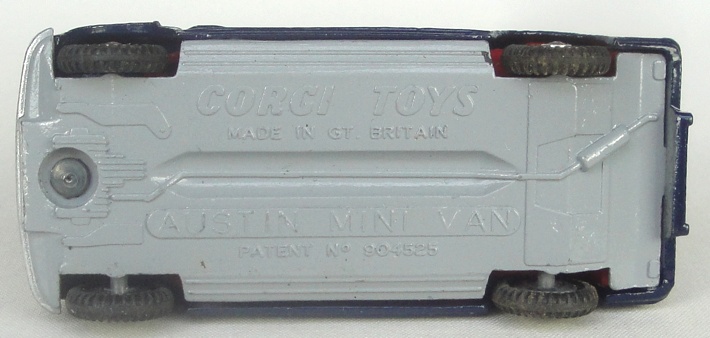 CORGI TOYS
MADE IN GT. BRITAIN
AUSTIN MINI VAN
PATENT Nº 904525